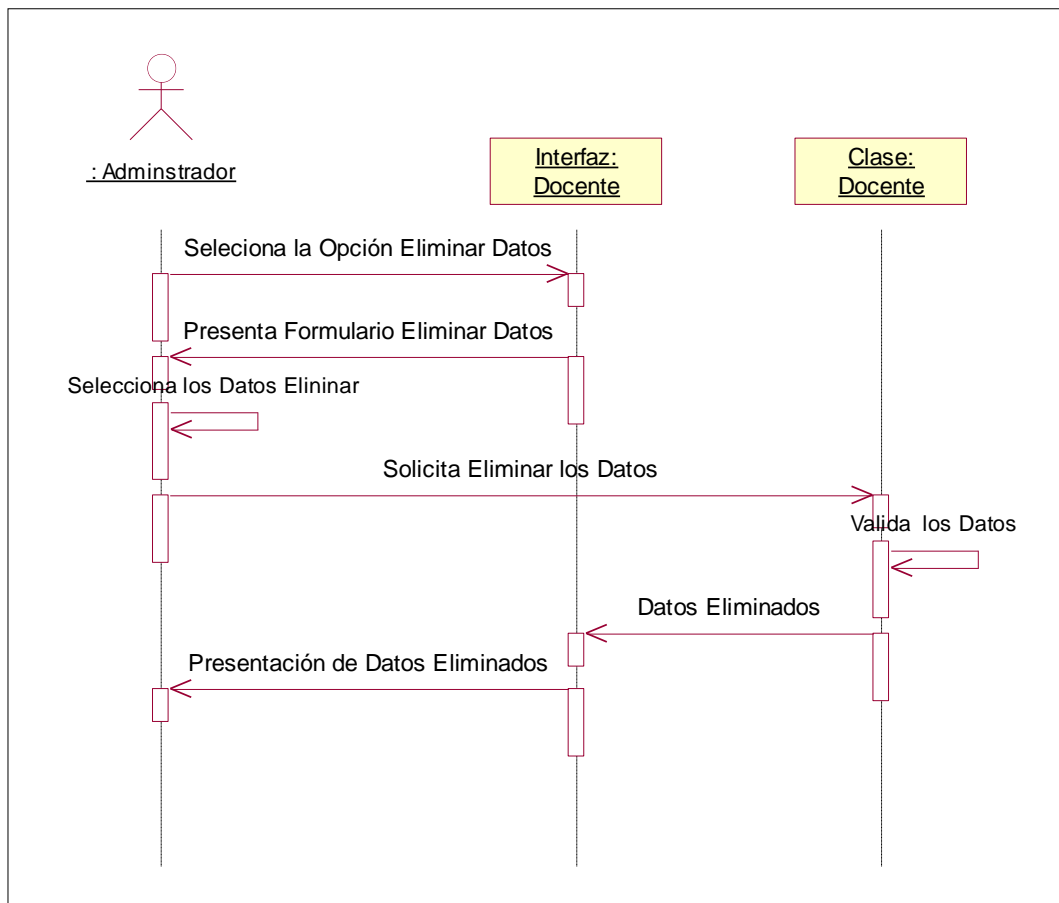 : Adminstrador
Interfaz:
Docente
Clase:
Docente
Seleciona la Opción Eliminar Datos
Presenta Formulario Eliminar Datos
Selecciona los Datos Elininar
Solicita Eliminar los Datos
Valida los Datos
Datos Eliminados
Presentación de Datos Eliminados